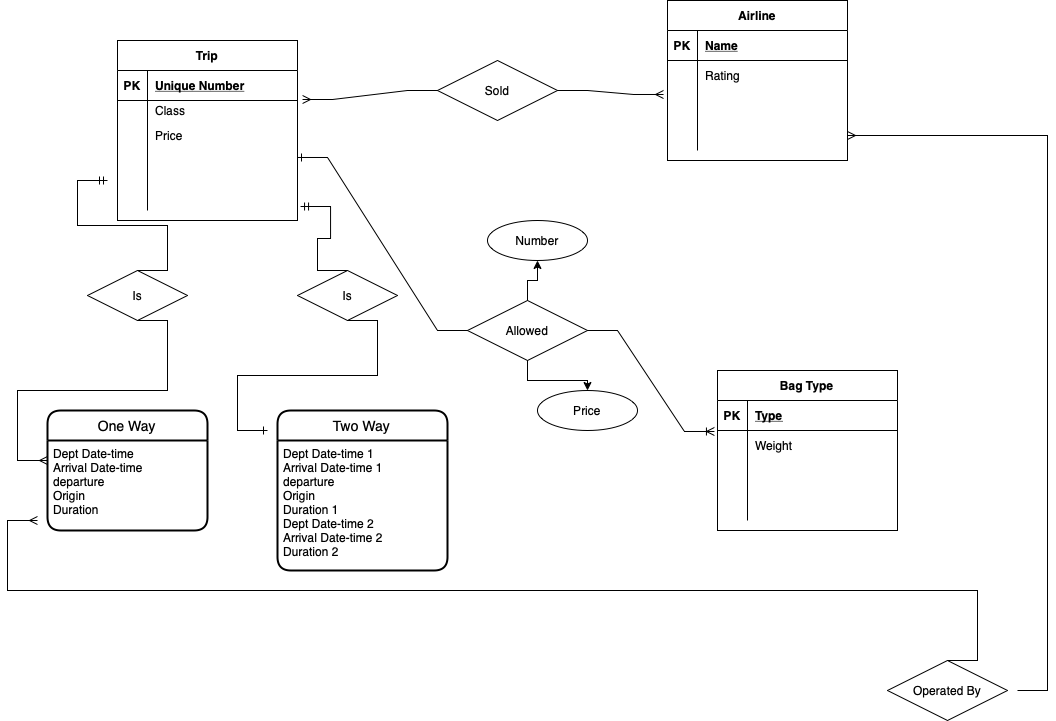 Airline
PK Name
Rating
Trip
PK Unique Number
Class
Price
Sold
Number
Is
Is
Allowed
Price
Bag Type
PK Type
Weight
One Way
Dept Date-time
Arrival Date-time
departure
Origin
Duration
Two Way
Dept Date-time 1
Arrival Date-time 1
departure
Origin
Duration 1
Dept Date-time 2
Arrival Date-time 2
Duration 2
Operated By